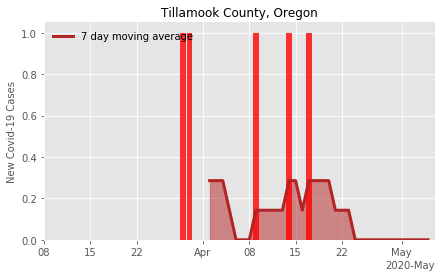 Tillamook County, Oregon
7 day moving average
New Covid-19 Cases
1.0
0.8
0.6
0.4
0.2
0.0
08 15 22 Apr 08 15 22 May
2020-May